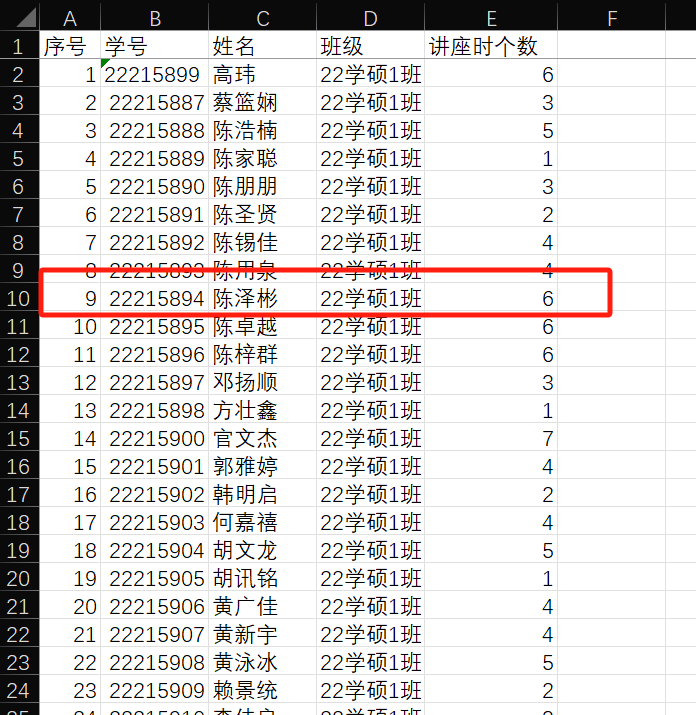 A B C D E F
1 序号 学号 姓名 班级 讲座时个数
2 1 22215899 高玮 22学硕1班 6
3 2 22215887 蔡篮娴 22学硕1班 3
4 3 22215888 陈浩楠 22学硕1班 5
5 4 22215889 陈家聪 22学硕1班 1
6 5 22215890 陈朋朋 22学硕1班 3
7 6 22215891 陈圣贤 22学硕1班 2
8 7 22215892 陈锡佳 22学硕1班 4
9 8 22215893 陈用泉 22学硕1班 4
10 9 22215894 陈泽彬 22学硕1班 6
11 10 22215895 陈卓越 22学硕1班 6
12 11 22215896 陈梓群 22学硕1班 6
13 12 22215897 邓扬顺 22学硕1班 3
14 13 22215898 方壮鑫 22学硕1班 1
15 14 22215900 官文杰 22学硕1班 7
16 15 22215901 郭雅婷 22学硕1班 4
17 16 22215902 韩明启 22学硕1班 2
18 17 22215903 何嘉禧 22学硕1班 4
19 18 22215904 胡文龙 22学硕1班 5
20 19 22215905 胡讯铭 22学硕1班 1
21 20 22215906 黄广佳 22学硕1班 4
22 21 22215907 黄新宇 22学硕1班 4
23 22 22215908 黄泳冰 22学硕1班 5
24 23 22215909 赖景统 22学硕1班 2
25 24 22215910 22学硕1班